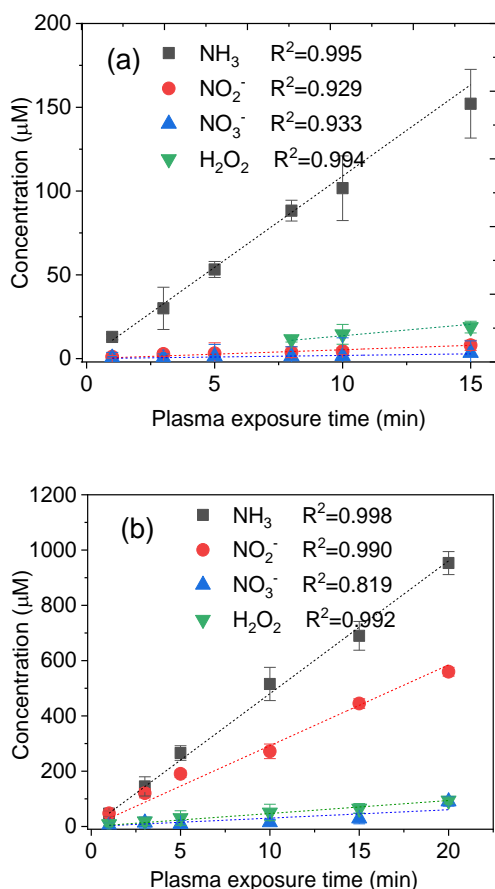 200
(a)
NH₃ R²=0.995
NO₂⁻ R²=0.929
150
NO₃⁻ R²=0.933
H₂O₂ R²=0.994
100
50
0
Concentration (μM)
0 5 10 15
Plasma exposure time (min)
1200
(b)
NH₃ R²=0.998
NO₂⁻ R²=0.990
1000
NO₃⁻ R²=0.819
H₂O₂ R²=0.992
800
600
400
200
0
Concentration (μM)
0 5 10 15 20
Plasma exposure time (min)